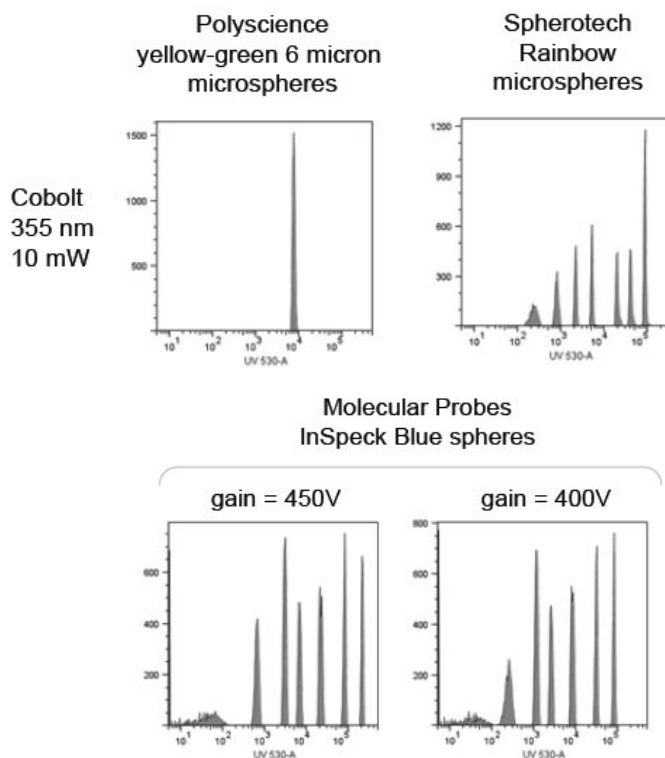 Polyscience
yellow-green 6 micron
microspheres
Spherotech
Rainbow
microspheres
Cobolt
355 nm
10 mW
1500
1000
500
10¹ 10² 10³ 10⁴ 10⁵
UV 530-A
1200
900
600
300
10¹ 10² 10³ 10⁴ 10⁵
UV 530-A
Molecular Probes
InSpeck Blue spheres
gain = 450V
gain = 400V
600
400
200
10¹ 10² 10³ 10⁴ 10⁵
UV 530-A
800
600
400
200
10¹ 10² 10³ 10⁴ 10⁵
UV 530-A